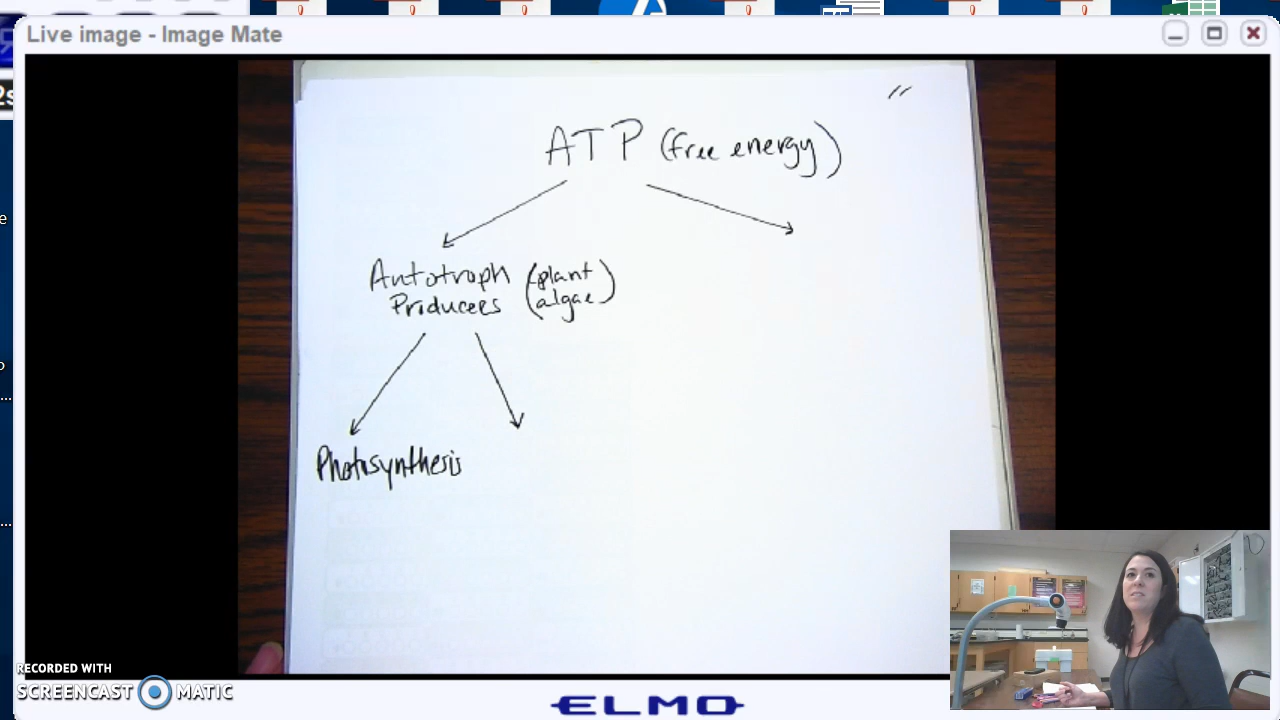 Live image - Image Mate
ATP (free energy)
Autotroph (plant
Producers algae)
Photosynthesis
RECORDED WITH
SCREENCAST MATIC
ELMO